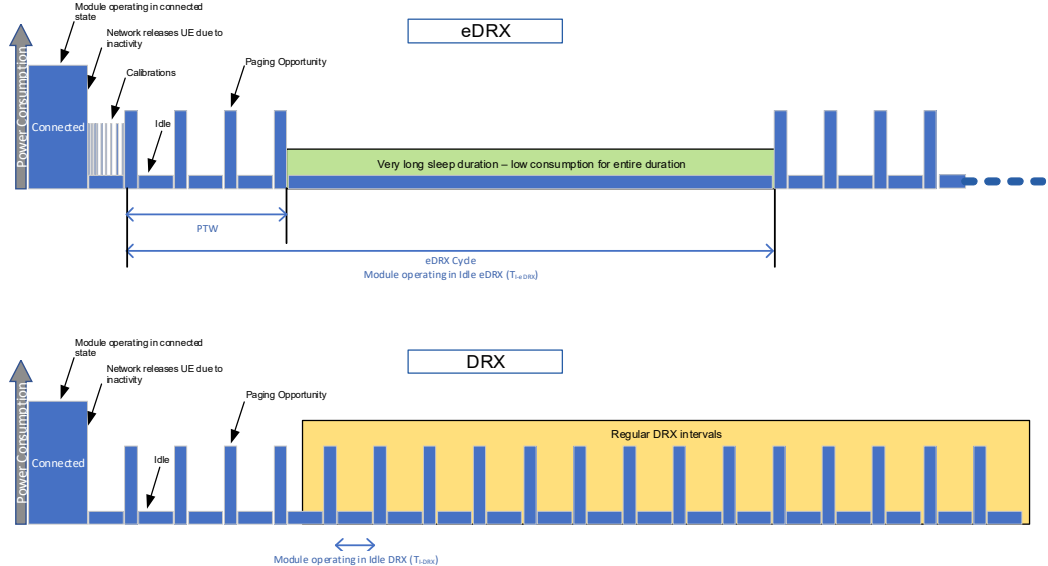 Module operating in connected
state
eDRX
Network releases UE due to
inactivity
Paging Opportunity
Calibrations
Power Consumption
Idle
Connected
Very long sleep duration – low consumption for entire duration
PTW
eDRX Cycle
Module operating in Idle eDRX (TI-eDRX)
Module operating in connected
state
DRX
Network releases UE due to
inactivity
Paging Opportunity
Power Consumption
Regular DRX intervals
Idle
Connected
Module operating in Idle DRX (TI-DRX)